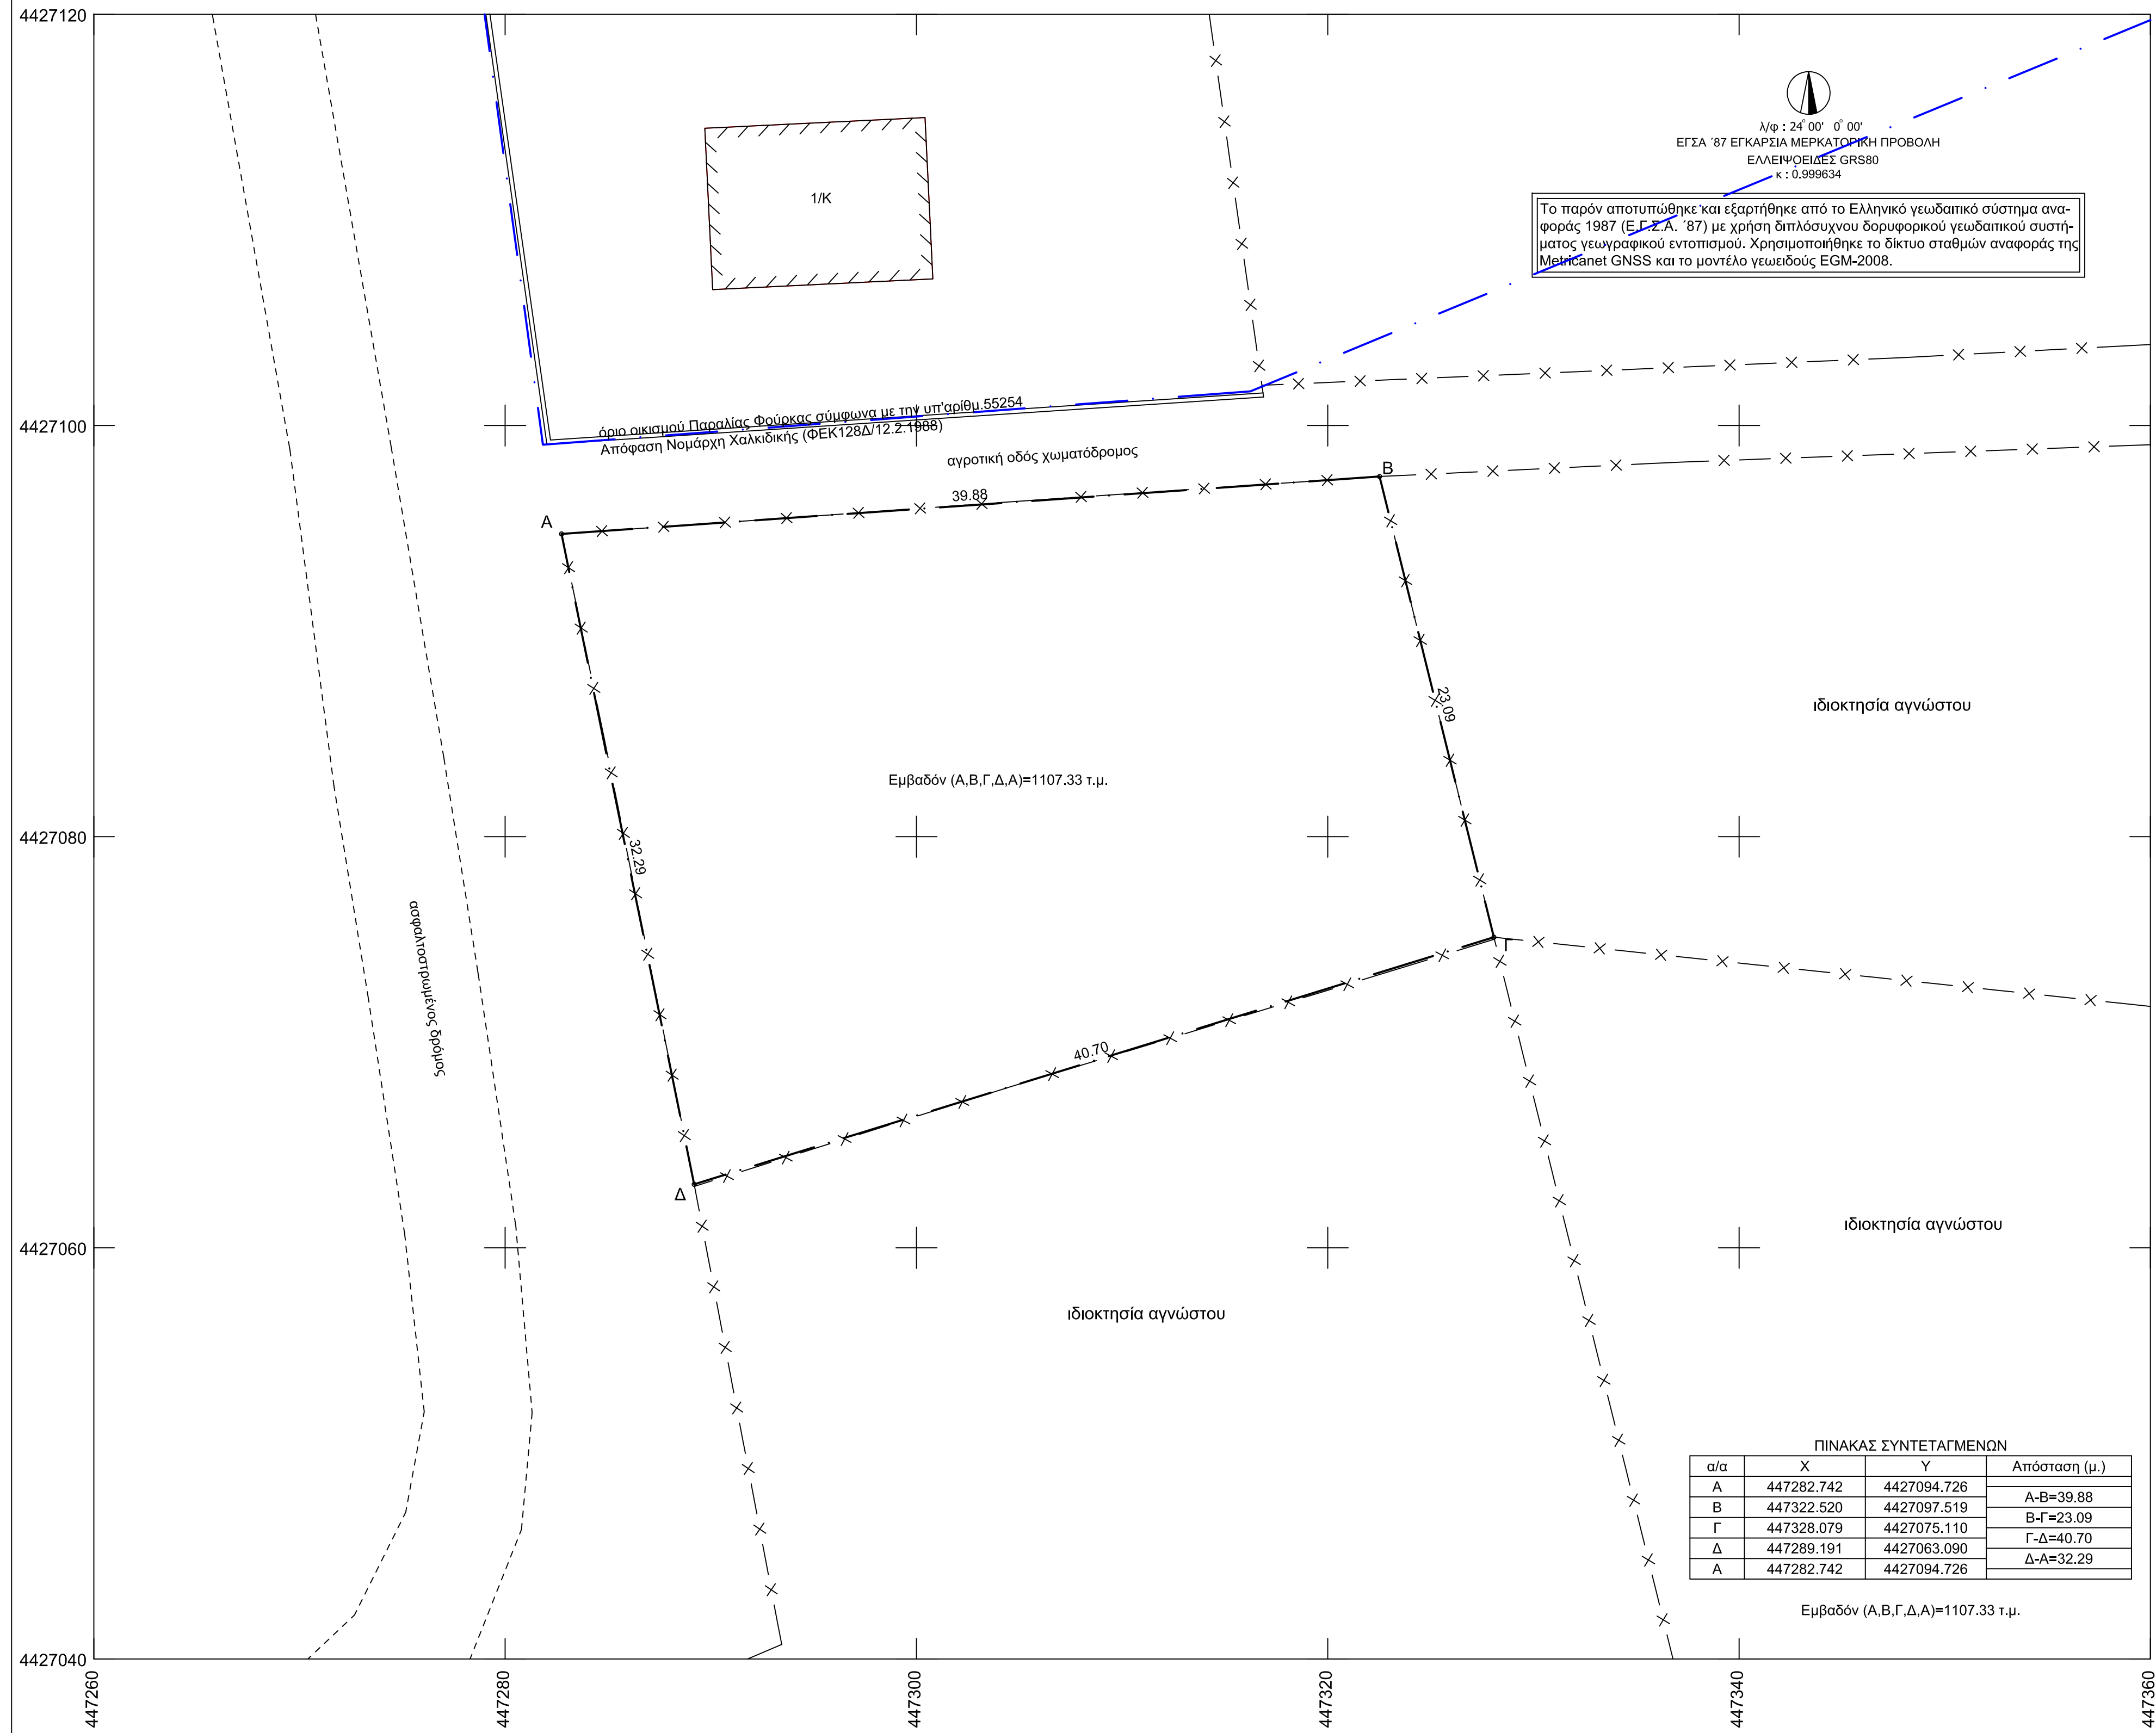 4427120
λ/φ : 24° 00' 0° 00'
ΕΓΣΑ ΄87 ΕΓΚΑΡΣΙΑ ΜΕΡΚΑΤΟΡΙΚΗ ΠΡΟΒΟΛΗ
ΕΛΛΕΙΨΟΕΙΔΕΣ GRS80
κ : 0.999634
Το παρόν αποτυπώθηκε και εξαρτήθηκε από το Ελληνικό γεωδαιτικό σύστημα ανα-
φοράς 1987 (Ε.Γ.Σ.Α. ΄87) με χρήση διπλόσυχνου δορυφορικού γεωδαιτικού συστή-
ματος γεωγραφικού εντοπισμού. Χρησιμοποιήθηκε το δίκτυο σταθμών αναφοράς της
Metricanet GNSS και το μοντέλο γεωειδούς EGM-2008.
1/Κ
4427100
όριο οικισμού Παραλίας Φούρκας σύμφωνα με την υπ'αρίθμ.55254
Απόφαση Νομάρχη Χαλκιδικής (ΦΕΚ128Δ/12.2.1988)
αγροτική οδός χωματόδρομος
Α
39.88
Β
23.09
ιδιοκτησία αγνώστου
Εμβαδόν (Α,Β,Γ,Δ,Α)=1107.33 τ.μ.
4427080
32.29
ασφαλτοστρωμένος δρόμος
Γ
40.70
Δ
4427060
ιδιοκτησία αγνώστου
ιδιοκτησία αγνώστου
ΠΙΝΑΚΑΣ ΣΥΝΤΕΤΑΓΜΕΝΩΝ
α/α Χ Υ Απόσταση (μ.)
Α 447282.742 4427094.726
Α-Β=39.88
Β 447322.520 4427097.519
Β-Γ=23.09
Γ 447328.079 4427075.110
Γ-Δ=40.70
Δ 447289.191 4427063.090
Δ-Α=32.29
Α 447282.742 4427094.726
Εμβαδόν (Α,Β,Γ,Δ,Α)=1107.33 τ.μ.
4427040
447260
447280
447300
447320
447340
447360